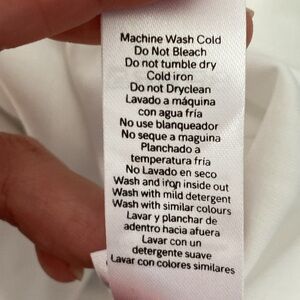 Machine Wash Cold
Do Not Bleach
Do not tumble dry
Cold iron
Do not Dryclean
Lavado a máquina
con agua fría
No use blanqueador
No seque a maguina
Planchado a
temperatura fría
No Lavado en seco
Wash and iron inside out
Wash with mild detergent
Wash with similar colours
Lavar y planchar de
adentro hacia afuera
Lavar con un
detergente suave
Lavar con colores similares